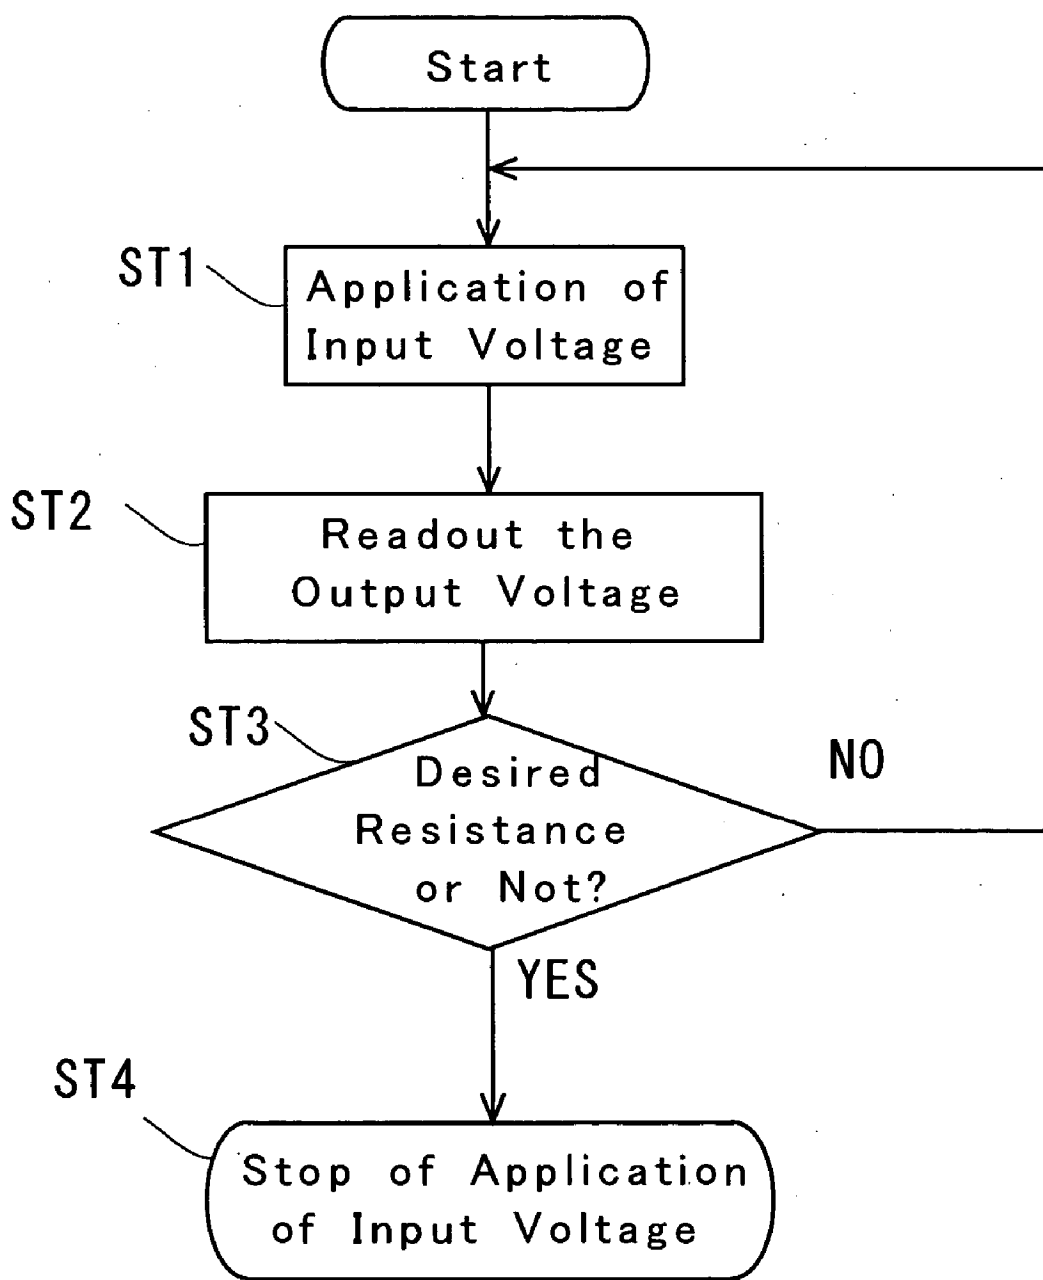 Start
ST1
Application of
Input Voltage
ST2
Readout the
Output Voltage
ST3
Desired
Resistance
or Not?
NO
YES
ST4
Stop of Application
of Input Voltage